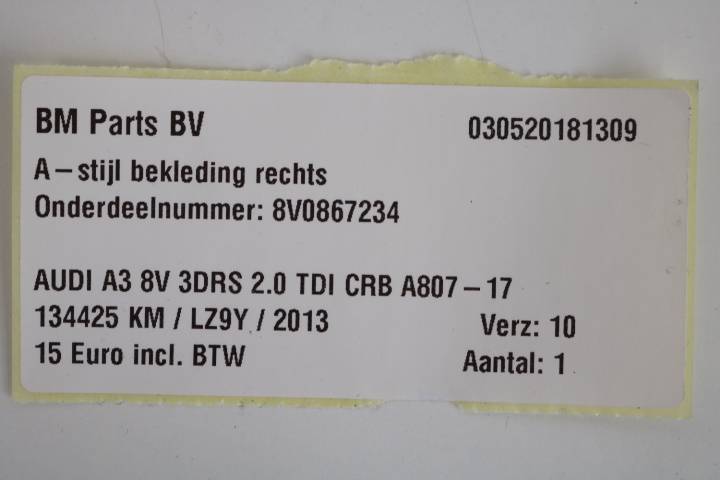 BM Parts BV 030520181309
A-stijl bekleding rechts
Onderdeelnummer: 8V0867234
AUDI A3 8V 3DRS 2.0 TDI CRB A807-17
134425 KM / LZ9Y / 2013 Verz: 10
15 Euro incl. BTW Aantal: 1